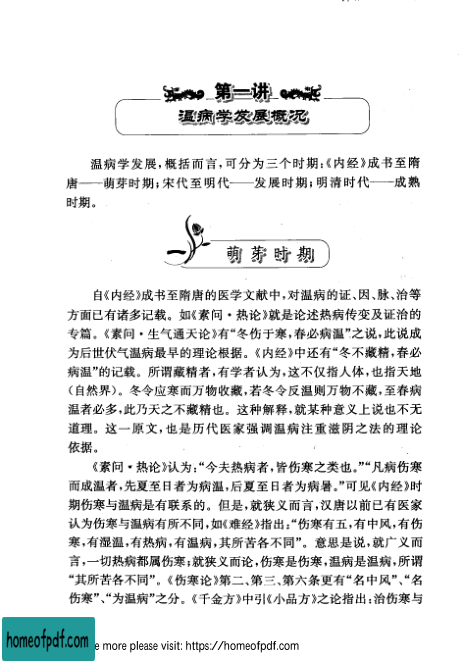 第一讲
温病学发展概况
温病学发展，概括而言，可分为三个时期：《内经》成书至隋
唐——萌芽时期；宋代至明代——发展时期；明清时代——成熟
时期。
萌芽时期
自《内经》成书至隋唐的医学文献中，对温病的证、因、脉、治等
方面已有诸多记载。如《素问·热论》就是论述热病传变及证治的
专篇。《素问·生气通天论》有“冬伤于寒，春必病温”之说，此说成
为后世伏气温病最早的理论根据。《内经》中还有“冬不藏精，春必
病温”的记载。所谓藏精者，有学者认为，这不仅指人体，也指天地
（自然界）。冬令应寒而万物收藏，若冬令反温则万物不藏，至春病
温者必多，此乃天之不藏精也。这种解释，就某种意义上说也不无
道理。这一原文，也是历代医家强调温病注重滋阴之法的理论
依据。
《素问·热论》认为：“今夫热病者，皆伤寒之类也。”“凡病伤寒
而成温者，先夏至日者为病温，后夏至日者为病暑。”可见《内经》时
期伤寒与温病是有联系的。但是，就狭义而言，汉唐以前已有医家
认为伤寒与温病有所不同，如《难经》指出：“伤寒有五，有中风，有伤
寒，有湿温，有热病，有温病，其所苦各不同”。意思是说，就广义而
言，一切热病都属伤寒；就狭义而论，伤寒是伤寒，温病是温病，所谓
“其所苦各不同”。《伤寒论》第二、第三、第六条更有“名中风”、“名
伤寒”、“为温病”之分。《千金方》中引《小品方》之论指出：治伤寒与
homeofpdf.com
e more please visit: https://homeofpdf.com